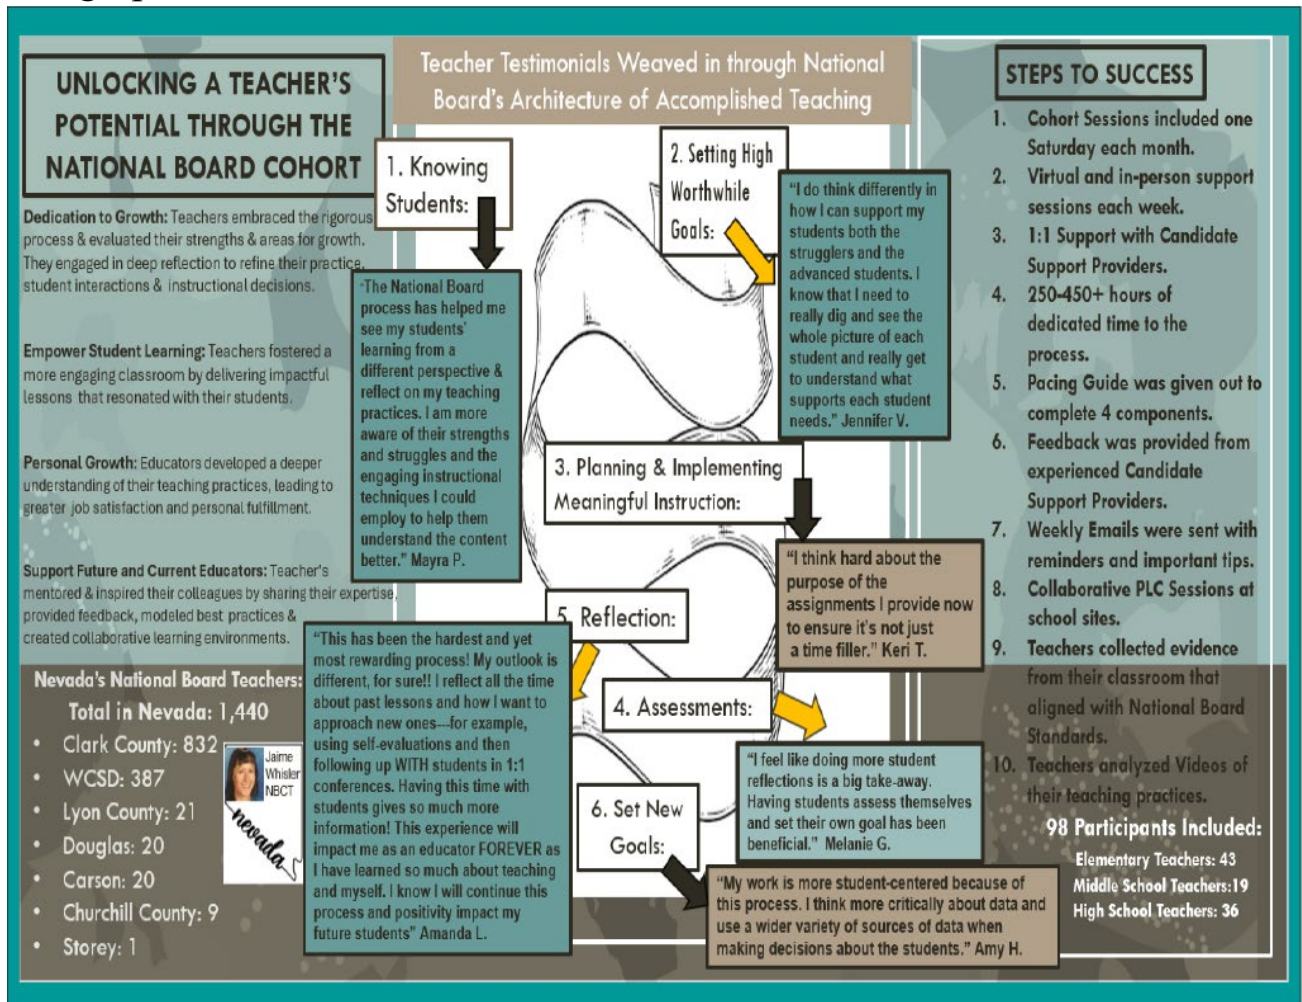 UNLOCKING A TEACHER'S
POTENTIAL THROUGH THE
NATIONAL BOARD COHORT
Dedication to Growth: Teachers embraced the rigorous
process & evaluated their strengths & areas for growth.
They engaged in deep reflection to refine their practice,
student interactions & instructional decisions.
Empower Student Learning: Teachers fostered a
more engaging classroom by delivering impactful
lessons that resonated with their students.
Personal Growth: Educators developed a deeper
understanding of their teaching practices, leading to
greater job satisfaction and personal fulfillment.
Support Future and Current Educators: Teacher's
mentored & inspired their colleagues by sharing their expertise,
provided feedback, modeled best practices &
created collaborative learning environments.
Nevada's National Board Teachers:
Total in Nevada: 1,440
• Clark County: 832
• WCSD: 387
• Lyon County: 21
• Douglas: 20
• Carson: 20
• Churchill County: 9
• Storey: 1
Jaime
Whisler
NBCT
nevada
Teacher Testimonials Weaved in through National
Board's Architecture of Accomplished Teaching
1. Knowing
Students:
"The National Board
process has helped me
see my students'
learning from a
different perspective &
reflect on my teaching
practices. I am more
aware of their strengths
and struggles and the
engaging instructional
techniques I could
employ to help them
understand the content
better." Mayra P.
2. Setting High
Worthwhile
Goals:
"I do think differently in
how I can support my
students both the
strugglers and the
advanced students. I
know that I need to
really dig and see the
whole picture of each
student and really get
to understand what
supports each student
needs." Jennifer V.
3. Planning & Implementing
Meaningful Instruction:
"I think hard about the
purpose of the
assignments I provide now
to ensure it's not just
a time filler." Keri T.
5. Reflection:
"This has been the hardest and yet
most rewarding process! My outlook is
different, for sure!! I reflect all the time
about past lessons and how I want to
approach new ones---for example,
using self-evaluations and then
following up WITH students in 1:1
conferences. Having this time with
students gives so much more
information! This experience will
impact me as an educator FOREVER as
I have learned so much about teaching
and myself. I know I will continue this
process and positivity impact my
future students" Amanda L.
4. Assessments:
"I feel like doing more student
reflections is a big take-away.
Having students assess themselves
and set their own goal has been
beneficial." Melanie G.
6. Set New
Goals:
"My work is more student-centered because of
this process. I think more critically about data and
use a wider variety of sources of data when
making decisions about the students." Amy H.
STEPS TO SUCCESS
1. Cohort Sessions included one
Saturday each month.
2. Virtual and in-person support
sessions each week.
3. 1:1 Support with Candidate
Support Providers.
4. 250-450+ hours of
dedicated time to the
process.
5. Pacing Guide was given out to
complete 4 components.
6. Feedback was provided from
experienced Candidate
Support Providers.
7. Weekly Emails were sent with
reminders and important tips.
8. Collaborative PLC Sessions at
school sites.
9. Teachers collected evidence
from their classroom that
aligned with National Board
Standards.
10. Teachers analyzed Videos of
their teaching practices.
98 Participants Included:
Elementary Teachers: 43
Middle School Teachers:19
High School Teachers: 36